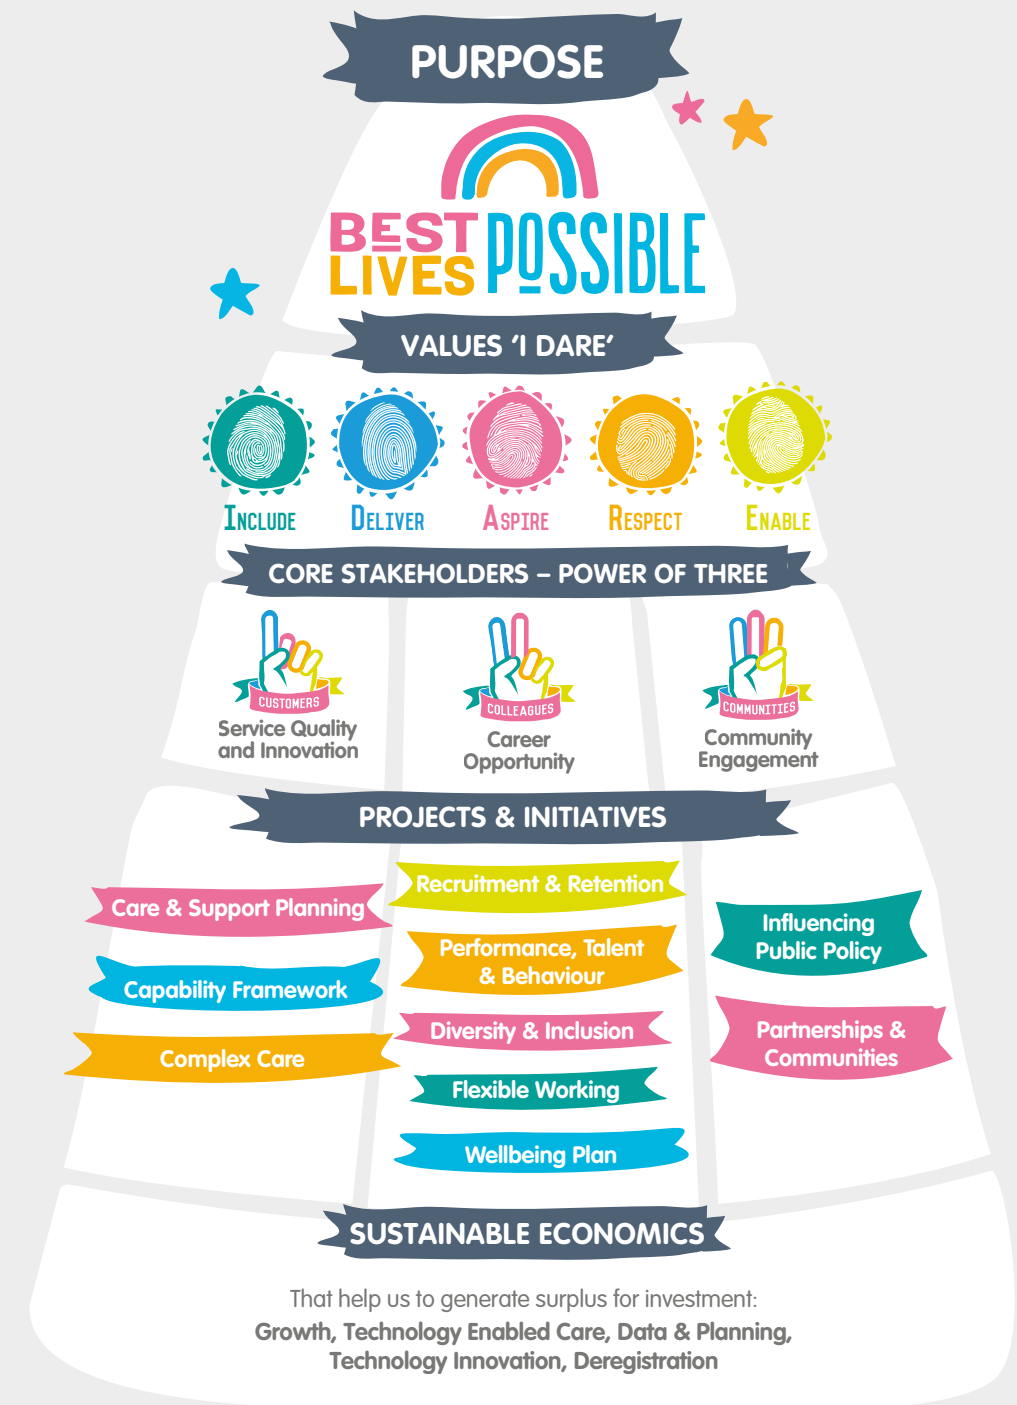 PURPOSE
BEST
LIVES
POSSIBLE
VALUES ‘I DARE’
INCLUDE
DELIVER
ASPIRE
RESPECT
ENABLE
CORE STAKEHOLDERS – POWER OF THREE
CUSTOMERS
Service Quality
and Innovation
COLLEAGUES
Career
Opportunity
COMMUNITIES
Community
Engagement
PROJECTS & INITIATIVES
Care & Support Planning
Capability Framework
Complex Care
Recruitment & Retention
Performance, Talent
& Behaviour
Diversity & Inclusion
Flexible Working
Wellbeing Plan
Influencing
Public Policy
Partnerships &
Communities
SUSTAINABLE ECONOMICS
That help us to generate surplus for investment:
Growth, Technology Enabled Care, Data & Planning,
Technology Innovation, Deregistration